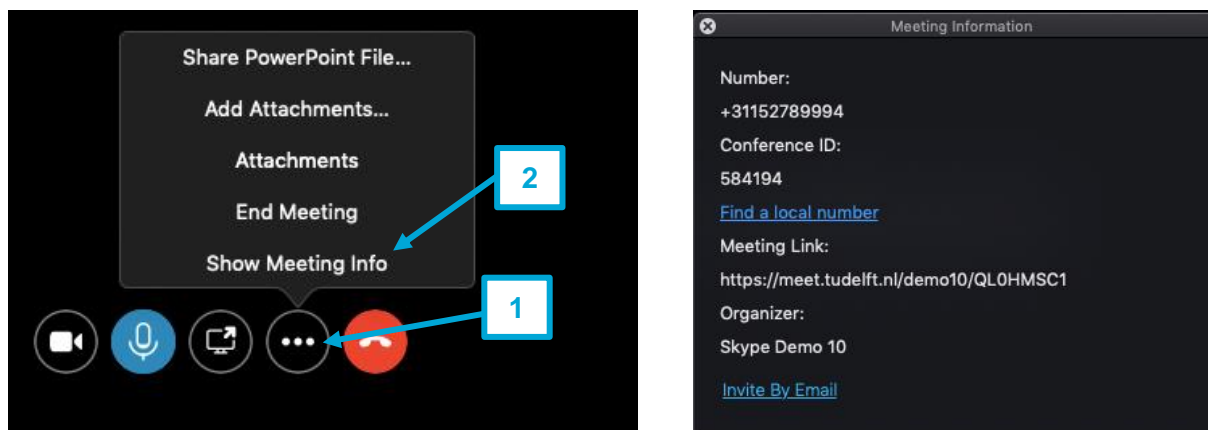 Share PowerPoint File...
Add Attachments...
Attachments
End Meeting
Show Meeting Info
2
1
Meeting Information
Number:
+31152789994
Conference ID:
584194
Find a local number
Meeting Link:
https://meet.tudelft.nl/demo10/QL0HMSC1
Organizer:
Skype Demo 10
Invite By Email